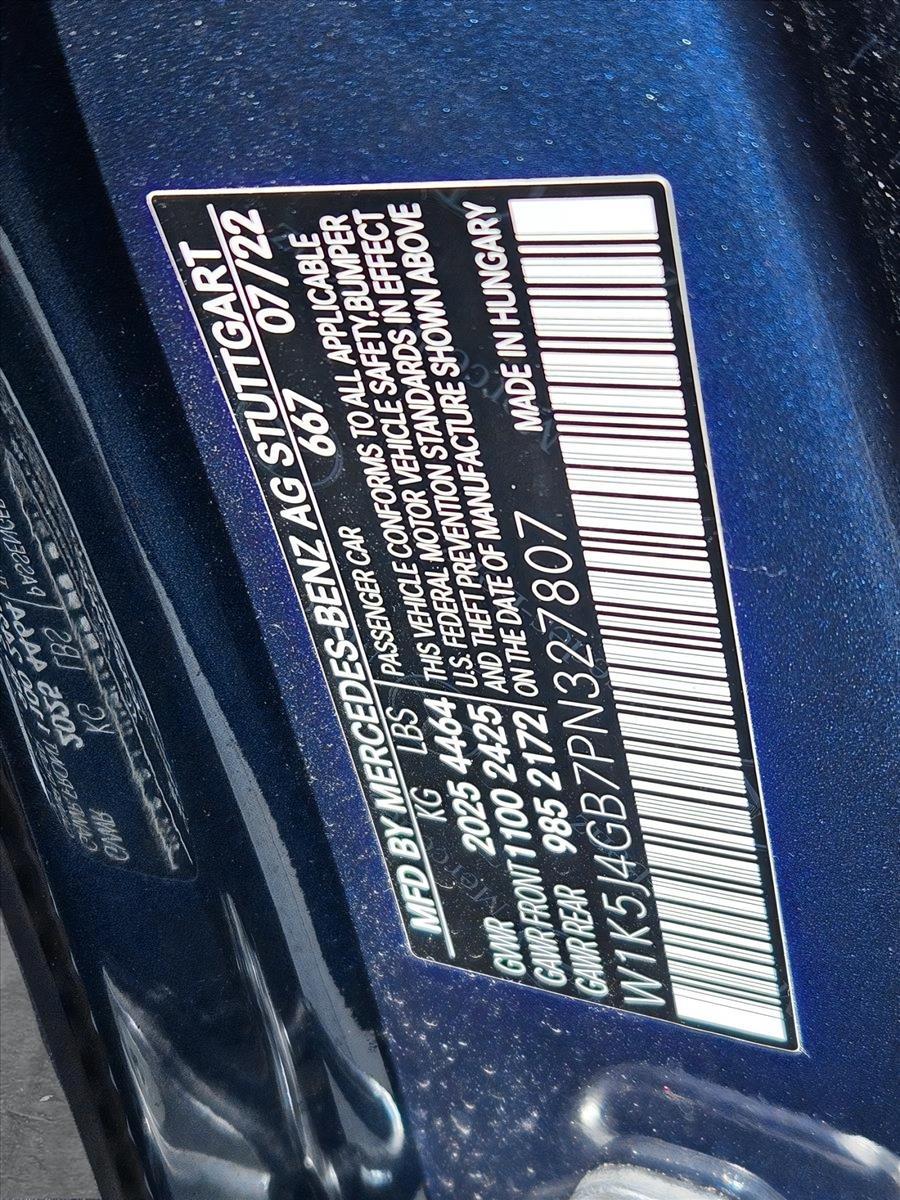 MFD BY MERCEDES-BENZ AG STUTTGART
KG LBS 667 07/22
GWR 2025 4464
GAWR FRONT 1100 2425
GAWR REAR 985 2172
PASSENGER CAR
THIS VEHICLE CONFORMS TO ALL APPLICABLE
U.S. FEDERAL MOTOR VEHICLE SAFETY,BUMPER
AND THEFT PREVENTION STANDARDS IN EFFECT
ON THE DATE OF MANUFACTURE SHOWN ABOVE
MADE IN HUNGARY
W1K5J4GB7PN327807